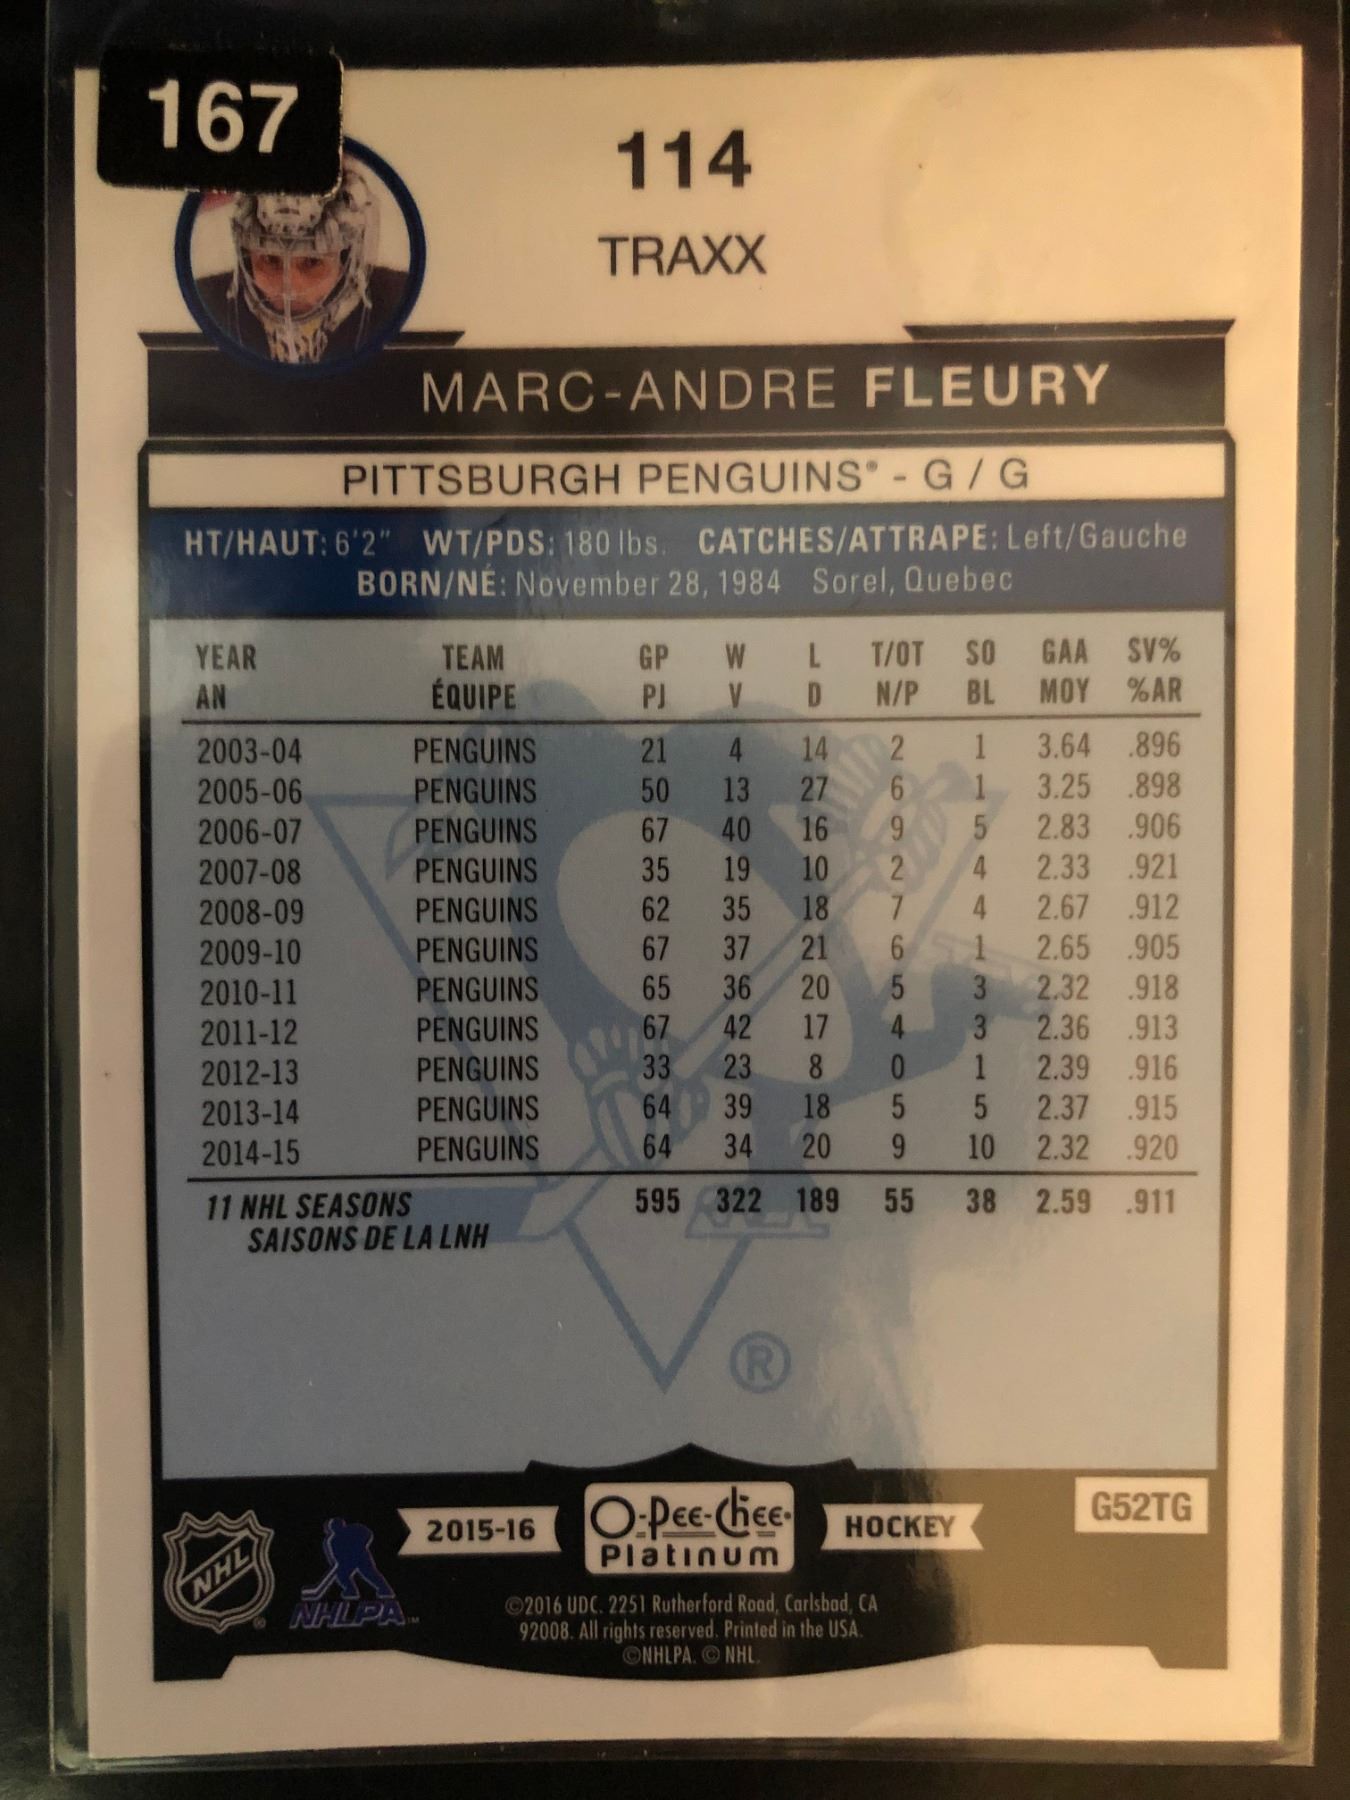 167
114
TRAXX
MARC-ANDRE FLEURY
PITTSBURGH PENGUINS® - G / G
HT/HAUT: 6'2" WT/PDS: 180 lbs. CATCHES/ATTRAPE: Left/Gauche
BORN/NÉ: November 28, 1984 Sorel, Quebec
YEAR TEAM GP W L T/OT SO GAA SV%
AN ÉQUIPE PJ V D N/P BL MOY %AR
2003-04 PENGUINS 21 4 14 2 1 3.64 .896
2005-06 PENGUINS 50 13 27 6 1 3.25 .898
2006-07 PENGUINS 67 40 16 9 5 2.83 .906
2007-08 PENGUINS 35 19 10 2 4 2.33 .921
2008-09 PENGUINS 62 35 18 7 4 2.67 .912
2009-10 PENGUINS 67 37 21 6 1 2.65 .905
2010-11 PENGUINS 65 36 20 5 3 2.32 .918
2011-12 PENGUINS 67 42 17 4 3 2.36 .913
2012-13 PENGUINS 33 23 8 0 1 2.39 .916
2013-14 PENGUINS 64 39 18 5 5 2.37 .915
2014-15 PENGUINS 64 34 20 9 10 2.32 .920
11 NHL SEASONS 595 322 189 55 38 2.59 .911
SAISONS DE LA LNH
®
G52TG
NHL® NHLPA™ 2015-16 O-Pee-Chee® HOCKEY
Platinum
©2016 UDC. 2251 Rutherford Road, Carlsbad, CA
92008. All rights reserved. Printed in the USA.
©NHLPA. © NHL.